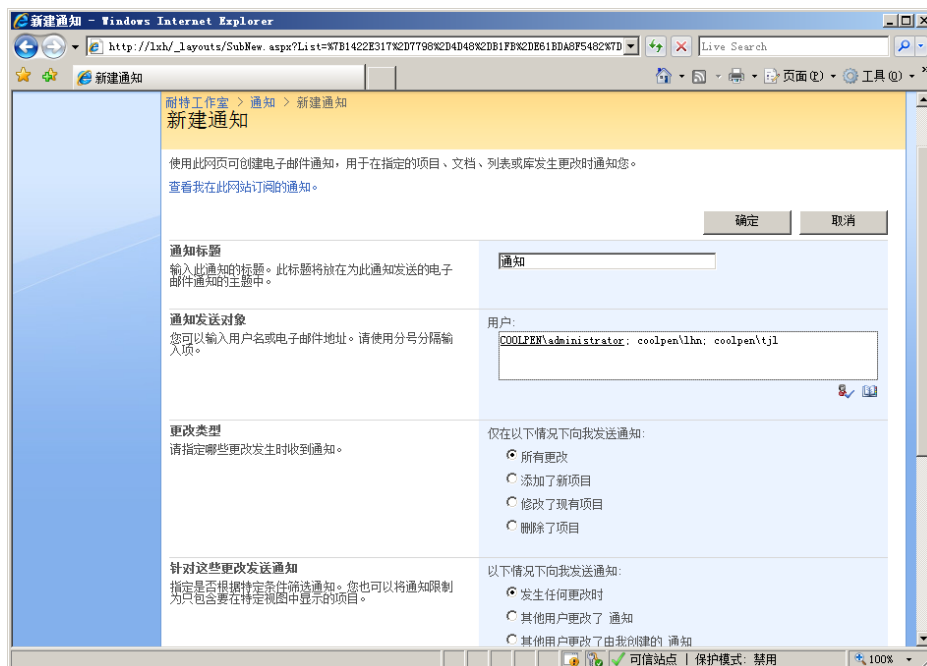 新建通知 - Windows Internet Explorer
http://lxh/_layouts/SubNew.aspx?List=%7B1422E317%2D7798%2D4D48%2DB1FB%2DE61BDA8F5482%7D
Live Search
新建通知
页面(P)
工具(O)
»
耐特工作室 > 通知 > 新建通知
新建通知
使用此网页可创建电子邮件通知，用于在指定的项目、文档、列表或库发生更改时通知您。
查看我在此网站订阅的通知。
确定 取消
通知标题
输入此通知的标题。此标题将放在为此通知发送的电子
邮件通知的主题中。
通知
通知发送对象
您可以输入用户名或电子邮件地址。请使用分号分隔输
入项。
用户:
COOLPEN\administrator; coolpen\lhn; coolpen\tjl
更改类型
请指定哪些更改发生时收到通知。
仅在以下情况下向我发送通知:
所有更改
添加了新项目
修改了现有项目
删除了项目
针对这些更改发送通知
指定是否根据特定条件筛选通知。您也可以将通知限制
为只包含要在特定视图中显示的项目。
以下情况下向我发送通知:
发生任何更改时
其他用户更改了 通知
其他用户更改了由我创建的 通知
可信站点 | 保护模式: 禁用
100%